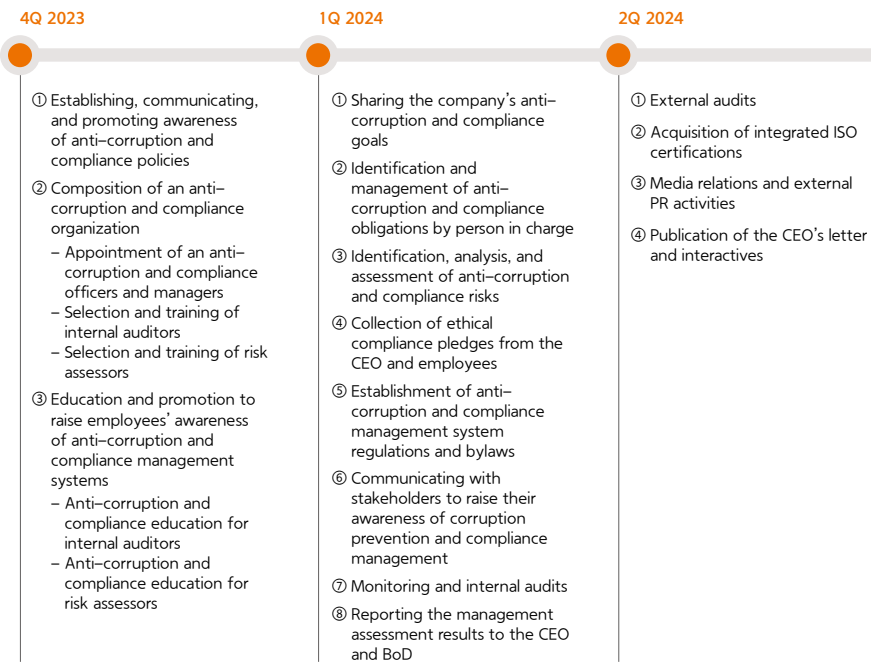 4Q 2023
① Establishing, communicating,
and promoting awareness
of anti–corruption and
compliance policies
② Composition of an anti–
corruption and compliance
organization
– Appointment of an anti–
corruption and compliance
officers and managers
– Selection and training of
internal auditors
– Selection and training of risk
assessors
③ Education and promotion to
raise employees’ awareness
of anti–corruption and
compliance management
systems
– Anti–corruption and
compliance education for
internal auditors
– Anti–corruption and
compliance education for
risk assessors
1Q 2024
① Sharing the company’s anti–
corruption and compliance
goals
② Identification and
management of anti–
corruption and compliance
obligations by person in charge
③ Identification, analysis, and
assessment of anti–corruption
and compliance risks
④ Collection of ethical
compliance pledges from the
CEO and employees
⑤ Establishment of anti–
corruption and compliance
management system
regulations and bylaws
⑥ Communicating with
stakeholders to raise their
awareness of corruption
prevention and compliance
management
⑦ Monitoring and internal audits
⑧ Reporting the management
assessment results to the CEO
and BoD
2Q 2024
① External audits
② Acquisition of integrated ISO
certifications
③ Media relations and external
PR activities
④ Publication of the CEO’s letter
and interactives